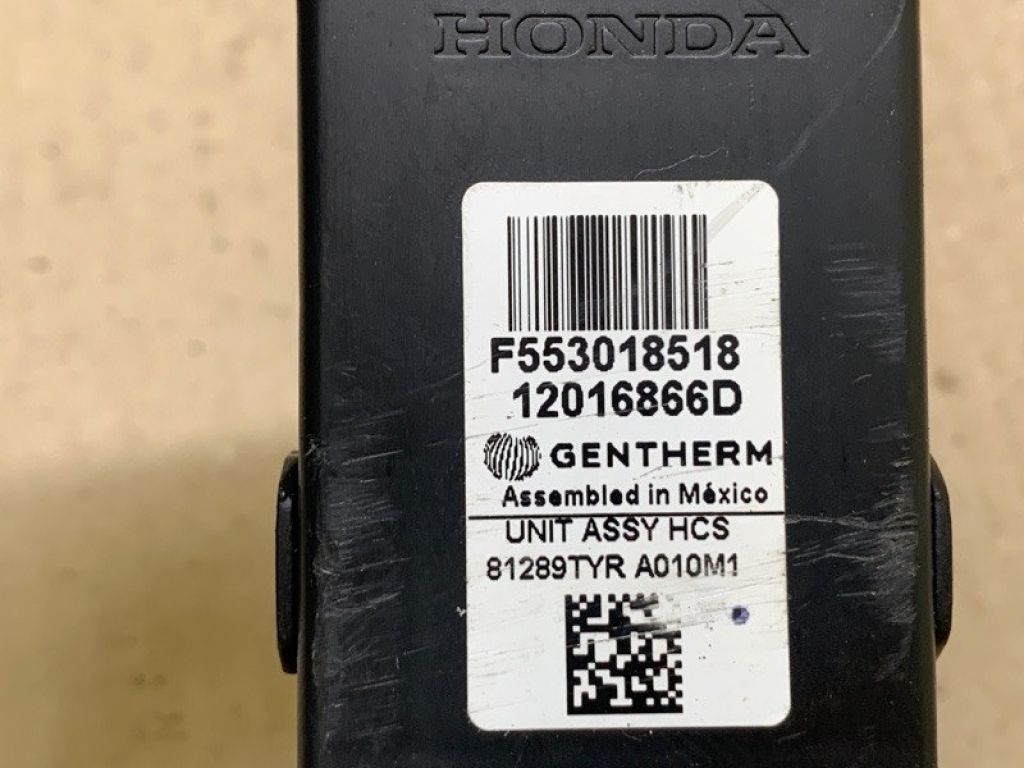 HONDA
F553018518
12016866D
GENTHERM
Assembled in México
UNIT ASSY HCS
81289TYR A010M1